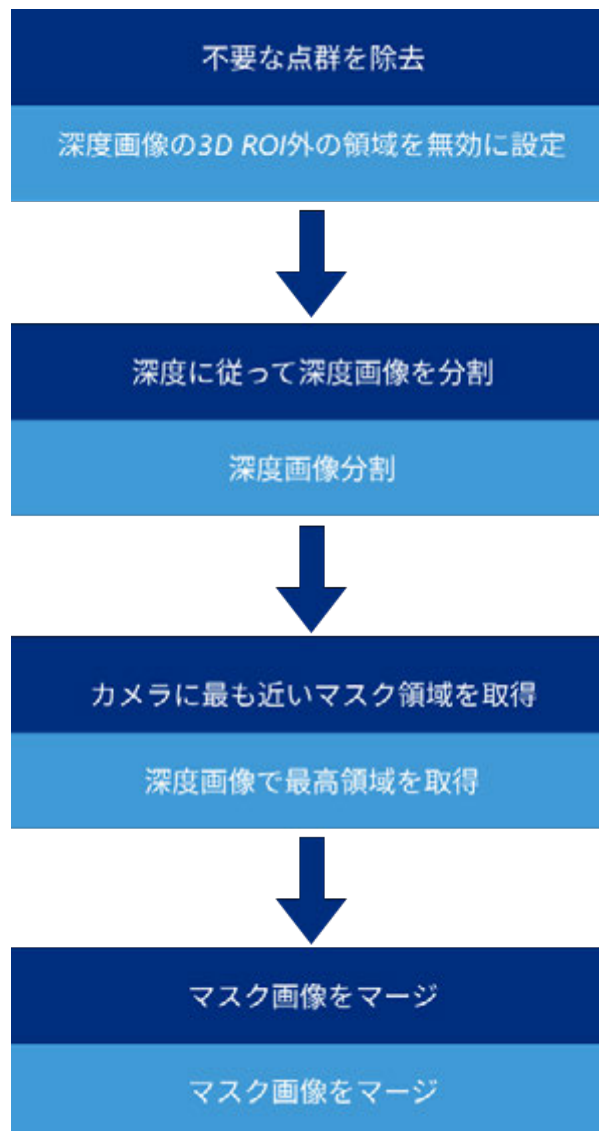 不要な点群を除去
深度画像の3D ROI外の領域を無効に設定
深度に従って深度画像を分割
深度画像分割
カメラに最も近いマスク領域を取得
深度画像で最高領域を取得
マスク画像をマージ
マスク画像をマージ